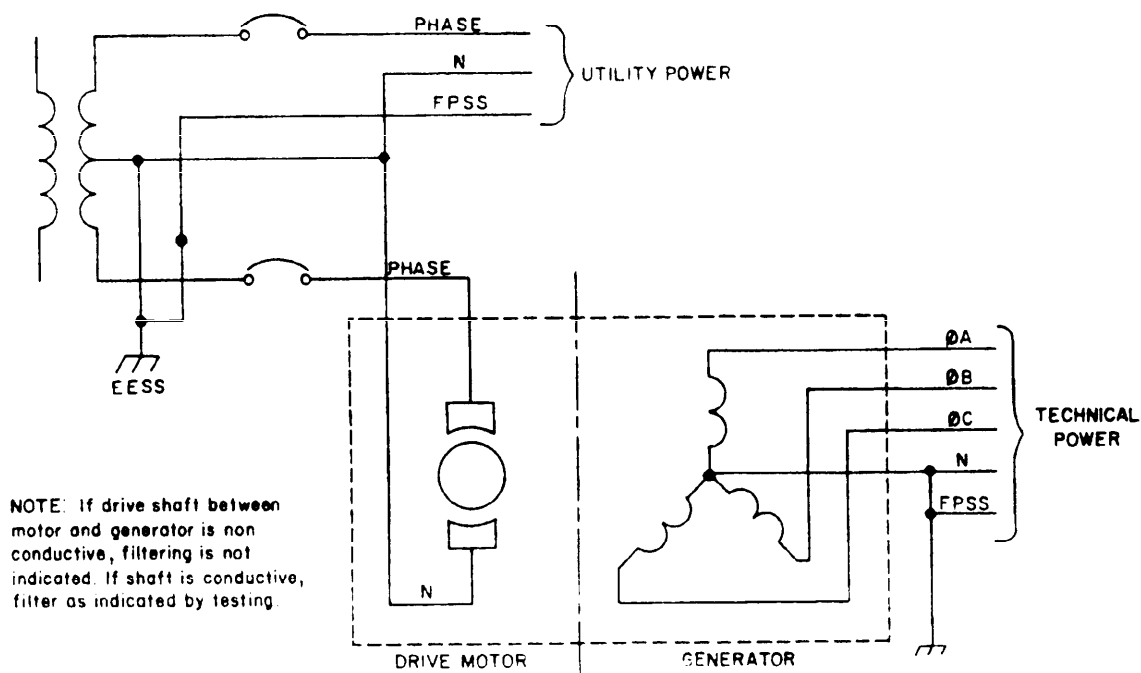 PHASE
N
UTILITY POWER
FPSS
PHASE
EESS
ØA
ØB
ØC
TECHNICAL
POWER
N
FPSS
NOTE: If drive shaft between
motor and generator is non
conductive, filtering is not
indicated. If shaft is conductive,
filter as indicated by testing.
N
DRIVE MOTOR
GENERATOR